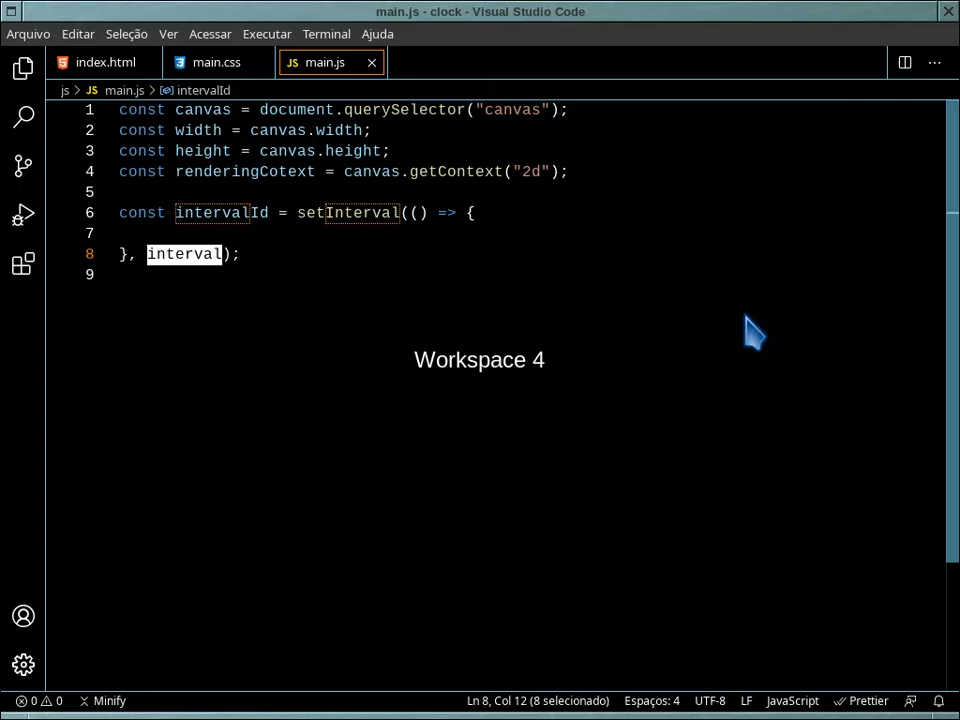 main.js - clock - Visual Studio Code
Arquivo Editar Seleção Ver Acessar Executar Terminal Ajuda
index.html main.css JS main.js
js > JS main.js > intervalId
1 const canvas = document.querySelector("canvas");
2 const width = canvas.width;
3 const height = canvas.height;
4 const renderingCotext = canvas.getContext("2d");
5
6 const intervalId = setInterval(() => {
7
8 }, interval);
9
Workspace 4
0 0 Minify Ln 8, Col 12 (8 selecionado) Espaços: 4 UTF-8 LF JavaScript Prettier